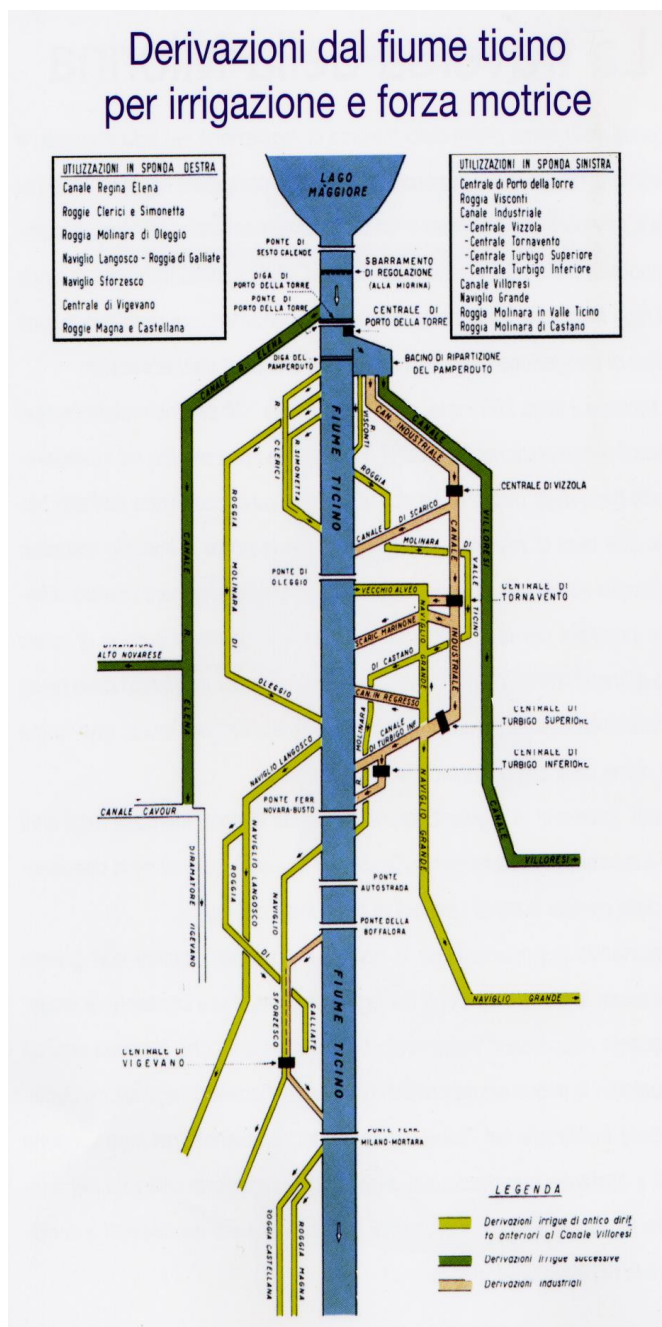 Derivazioni dal fiume ticino
per irrigazione e forza motrice
UTILIZZAZIONI IN SPONDA DESTRA
Canale Regina Elena
Roggie Clerici e Simonetta
Roggia Molinara di Oleggio
Naviglio Langosco - Roggia di Galliate
Naviglio Sforzesco
Centrale di Vigevano
Roggie Magna e Castellana
UTILIZZAZIONI IN SPONDA SINISTRA
Centrale di Porto della Torre
Roggia Visconti
Canale Industriale
-Centrale Vizzola
-Centrale Tornavento
-Centrale Turbigo Superiore
-Centrale Turbigo Inferiore
Canale Villoresi
Naviglio Grande
Roggia Molinara in Valle Ticino
Roggia Molinara di Castano
LAGO
MAGGIORE
PONTE DI
SESTO CALENDE
SBARRAMENTO
DI REGOLAZIONE
(ALLA MIORINA)
DIGA DI
PORTO DELLA TORRE
PONTE DI
PORTO DELLA TORRE
CENTRALE DI
PORTO DELLA TORRE
DIGA DEL
PAMPERDUTO
BACINO DI RIPARTIZIONE
DEL PAMPERDUTO
CANALE R. ELENA
R. CLERICI
R. SIMONETTA
FIUME TICINO
R. VISCONTI
CAN. INDUSTRIALE
CANALE VILLORESI
ROGGIA MOLINARA DI VALLE TICINO
CENTRALE DI VIZZOLA
CANALE DI SCARICO
CANALE INDUSTRIALE
ROGGIA MOLINARA DI OLEGGIO
CANALE R ELENA
PONTE DI
OLEGGIO
VECCHIO ALVEO
CENTRALE DI
TORNAVENTO
NAVIGLIO GRANDE
SCARIC. MARINONE
ALTO NOVARESE
R. MOLINARA DI CASTANO
CAN. IN REGRESSO
CANALE
DI TURBIGO INF.
CENTRALE DI
TURBIGO SUPERIORE
CENTRALE DI
TURBIGO INFERIORE
NAVIGLIO LANGOSCO
PONTE FERR.
NOVARA-BUSTO
NAVIGLIO GRANDE
CANALE CAVOUR
DIRAMATORE VIGEVANO
NAVIGLIO LANGOSCO
ROGGIA DI GALLIATE
NAVIGLIO SFORZESCO
CANALE VILLORESI
PONTE
AUTOSTRADA
PONTE DELLA
BOFFALORA
FIUME TICINO
NAVIGLIO GRANDE
CENTRALE DI
VIGEVANO
PONTE FERR.
MILANO-MORTARA
ROGGIA CASTELLANA
ROGGIA MAGNA
LEGENDA
Derivazioni irrigue di antico dirit
to anteriori al Canale Villoresi
Derivazioni irrigue successive
Derivazioni industriali